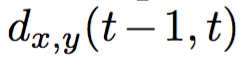 d_{x,y}(t − 1, t)